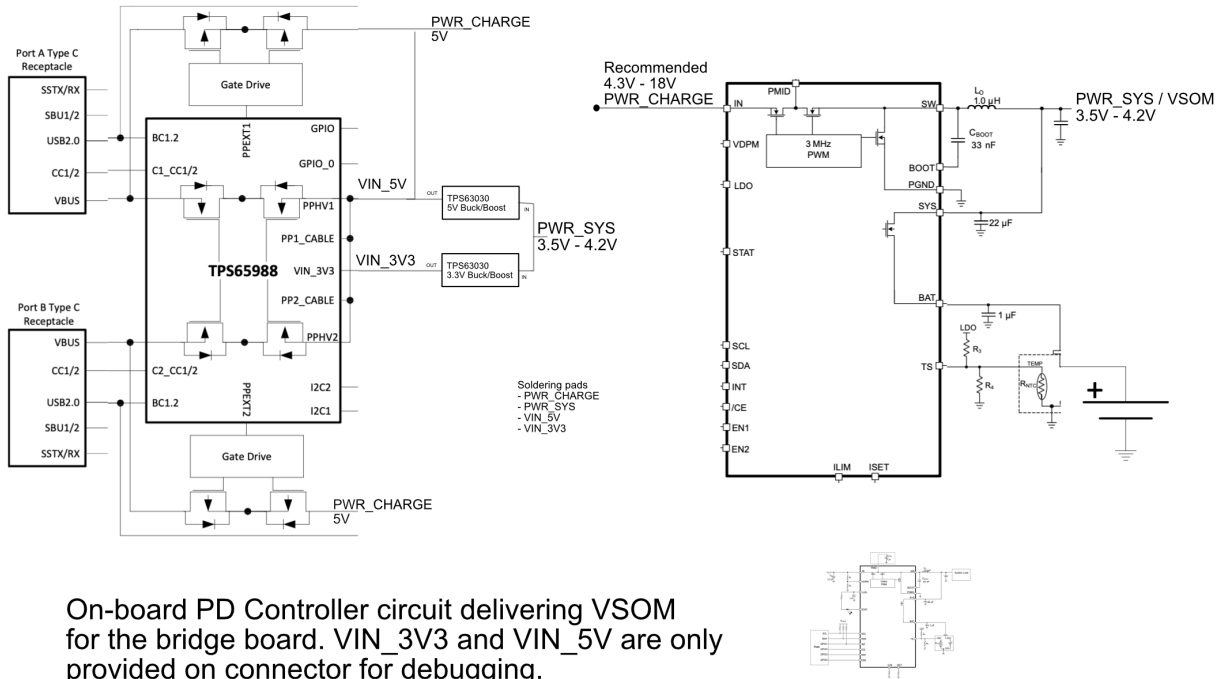 PWR_CHARGE
5V
Port A Type C
Receptacle
SSTX/RX
SBU1/2
USB2.0
CC1/2
VBUS
Gate Drive
PPEXT1
BC1.2
C1_CC1/2
GPIO
GPIO_0
PPHV1
PP1_CABLE
TPS65988
VIN_3V3
PP2_CABLE
PPHV2
VIN_5V
OUT
TPS63030
5V Buck/Boost
IN
PWR_SYS
3.5V - 4.2V
VIN_3V3
OUT
TPS63030
3.3V Buck/Boost
IN
Port B Type C
Receptacle
VBUS
CC1/2
USB2.0
SBU1/2
SSTX/RX
C2_CC1/2
BC1.2
PPEXT2
I2C2
I2C1
Gate Drive
PWR_CHARGE
5V
Soldering pads
- PWR_CHARGE
- PWR_SYS
- VIN_5V
- VIN_3V3
Recommended
4.3V - 18V
PWR_CHARGE
PMID
IN
VDPM
LDO
STAT
SCL
SDA
INT
/CE
EN1
EN2
3 MHz
PWM
SW
BOOT
PGND
SYS
BAT
TS
ILIM
ISET
LO
1.0 µH
CBOOT
33 nF
PWR_SYS / VSOM
3.5V - 4.2V
22 µF
1 µF
LDO
R3
R4
TEMP
RNTC
+
On-board PD Controller circuit delivering VSOM
for the bridge board. VIN_3V3 and VIN_5V are only
provided on connector for debugging.